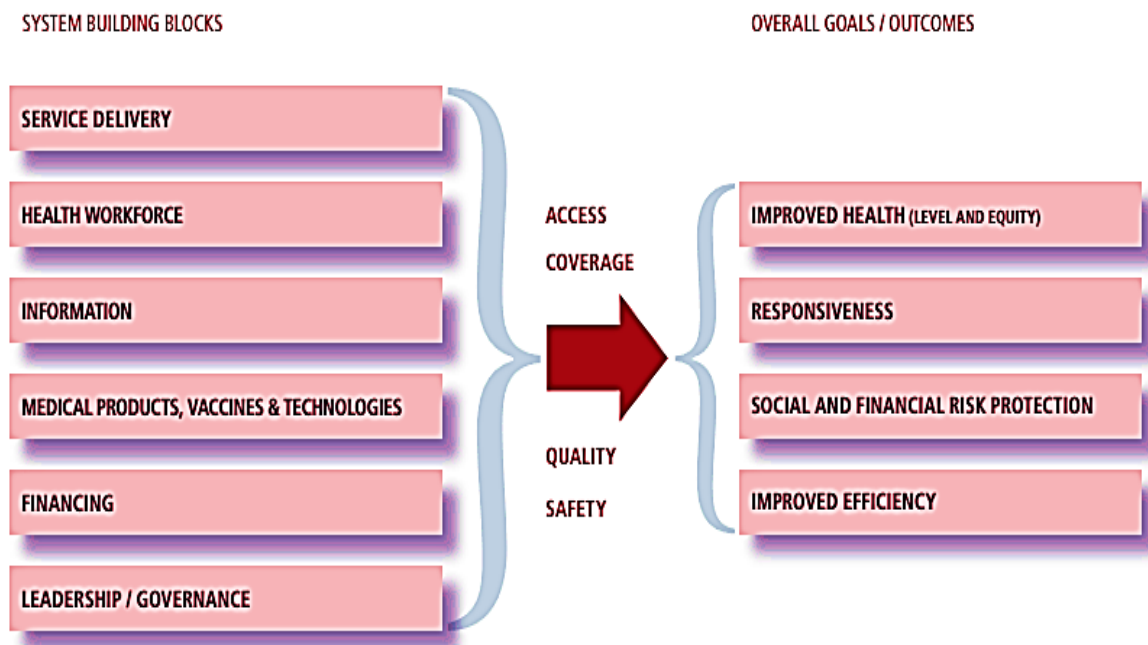 SYSTEM BUILDING BLOCKS
SERVICE DELIVERY
HEALTH WORKFORCE
INFORMATION
MEDICAL PRODUCTS, VACCINES & TECHNOLOGIES
FINANCING
LEADERSHIP / GOVERNANCE
ACCESS
COVERAGE
QUALITY
SAFETY
OVERALL GOALS / OUTCOMES
IMPROVED HEALTH (LEVEL AND EQUITY)
RESPONSIVENESS
SOCIAL AND FINANCIAL RISK PROTECTION
IMPROVED EFFICIENCY